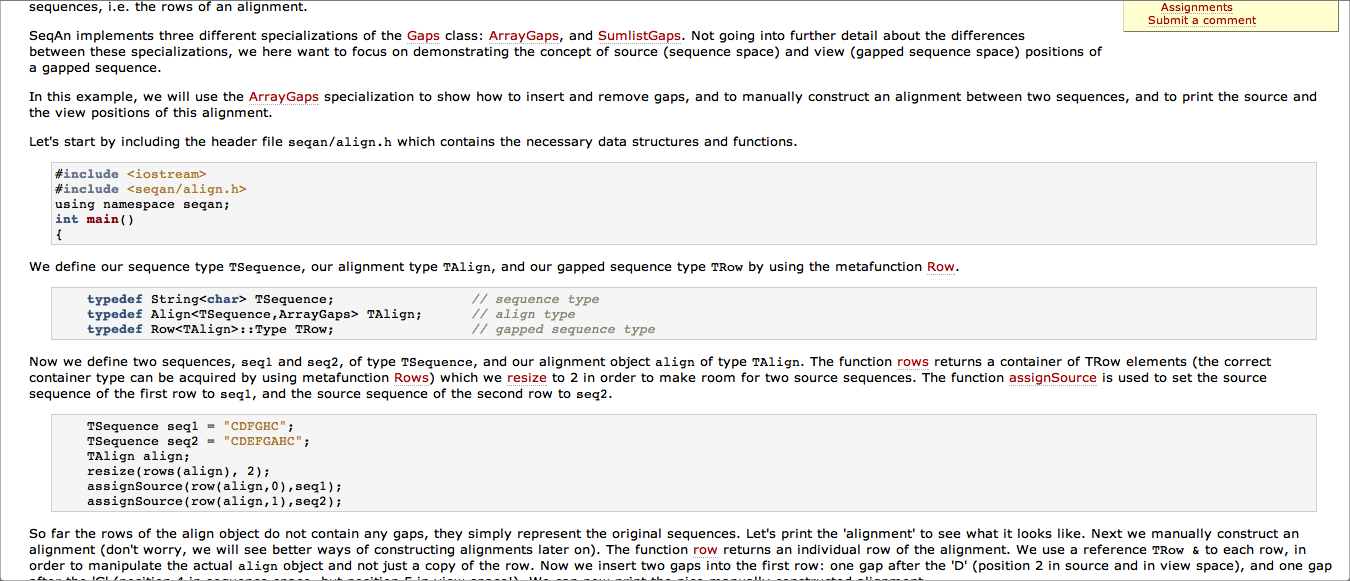 sequences, i.e. the rows of an alignment.
Assignments
Submit a comment
SeqAn implements three different specializations of the Gaps class: ArrayGaps, and SumlistGaps. Not going into further detail about the differences
between these specializations, we here want to focus on demonstrating the concept of source (sequence space) and view (gapped sequence space) positions of
a gapped sequence.
In this example, we will use the ArrayGaps specialization to show how to insert and remove gaps, and to manually construct an alignment between two sequences, and to print the source and
the view positions of this alignment.
Let's start by including the header file seqan/align.h which contains the necessary data structures and functions.
#include <iostream>
#include <seqan/align.h>
using namespace seqan;
int main()
{
We define our sequence type TSequence, our alignment type TAlign, and our gapped sequence type TRow by using the metafunction Row.
typedef String<char> TSequence; // sequence type
typedef Align<TSequence,ArrayGaps> TAlign; // align type
typedef Row<TAlign>::Type TRow; // gapped sequence type
Now we define two sequences, seq1 and seq2, of type TSequence, and our alignment object align of type TAlign. The function rows returns a container of TRow elements (the correct
container type can be acquired by using metafunction Rows) which we resize to 2 in order to make room for two source sequences. The function assignSource is used to set the source
sequence of the first row to seq1, and the source sequence of the second row to seq2.
TSequence seq1 = "CDFGHC";
TSequence seq2 = "CDEFGAHC";
TAlign align;
resize(rows(align), 2);
assignSource(row(align,0),seq1);
assignSource(row(align,1),seq2);
So far the rows of the align object do not contain any gaps, they simply represent the original sequences. Let's print the 'alignment' to see what it looks like. Next we manually construct an
alignment (don't worry, we will see better ways of constructing alignments later on). The function row returns an individual row of the alignment. We use a reference TRow & to each row, in
order to manipulate the actual align object and not just a copy of the row. Now we insert two gaps into the first row: one gap after the 'D' (position 2 in source and in view space), and one gap